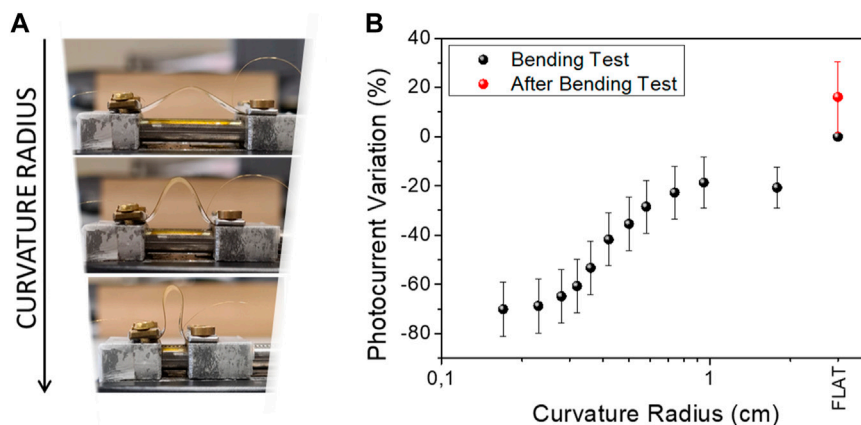 A
CURVATURE RADIUS
B
Bending Test
After Bending Test
Photocurrent Variation (%)
40
20
0
-20
-40
-60
-80
0,1
1
FLAT
Curvature Radius (cm)